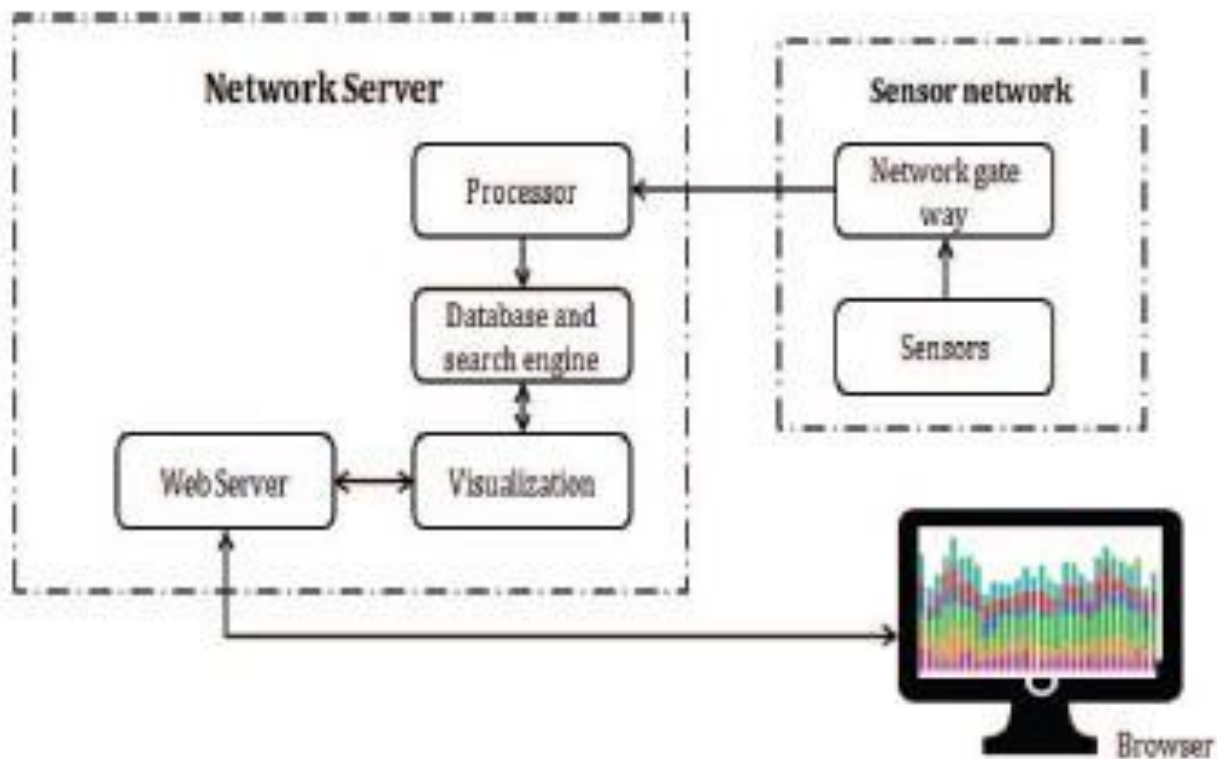 Network Server
Sensor network
Processor
Network gate
way
Database and
search engine
Sensors
Web Server
Visualization
Browser